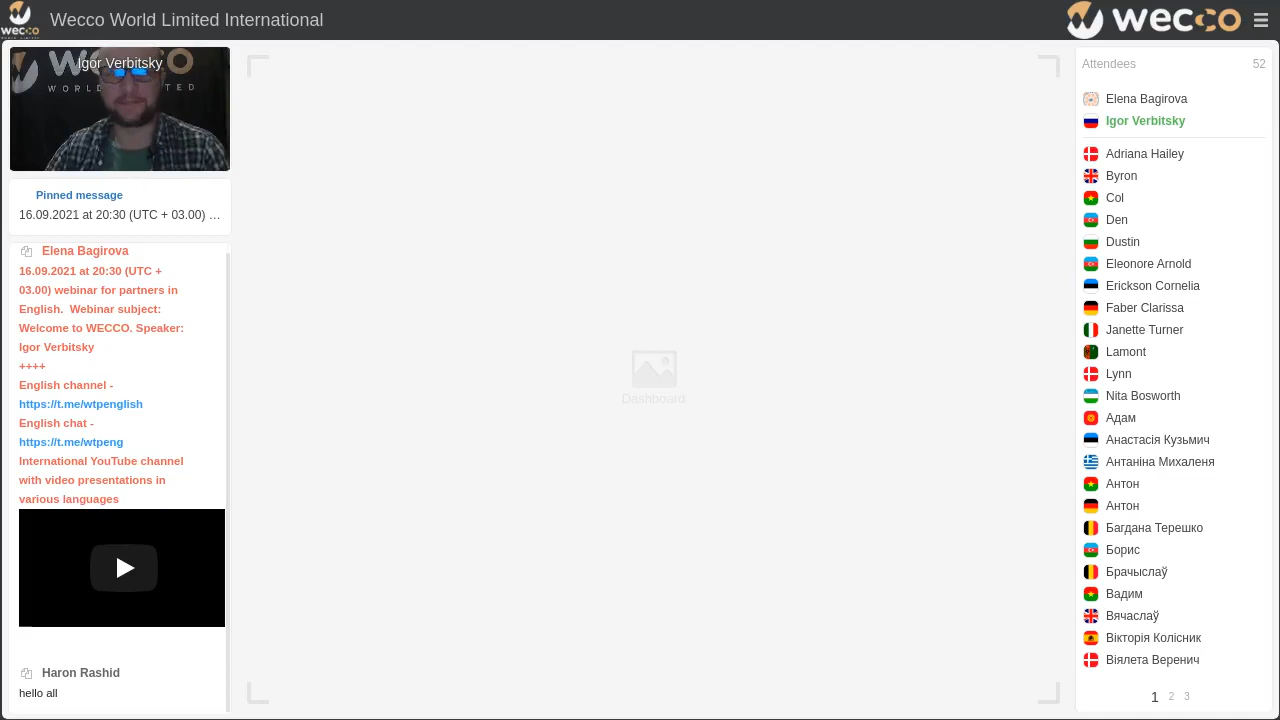 wecco
Wecco World Limited International
wecco
Igor Verbitsky
Pinned message
16.09.2021 at 20:30 (UTC + 03.00) …
Elena Bagirova
16.09.2021 at 20:30 (UTC +
03.00) webinar for partners in
English.  Webinar subject:
Welcome to WECCO. Speaker:
Igor Verbitsky
++++
English channel -
https://t.me/wtpenglish
English chat -
https://t.me/wtpeng
International YouTube channel
with video presentations in
various languages
Haron Rashid
hello all
Dashboard
Attendees 52
Elena Bagirova
Igor Verbitsky
Adriana Hailey
Byron
Col
Den
Dustin
Eleonore Arnold
Erickson Cornelia
Faber Clarissa
Janette Turner
Lamont
Lynn
Nita Bosworth
Адам
Анастасія Кузьмич
Антаніна Михаленя
Антон
Антон
Багдана Терешко
Борис
Брачыслаў
Вадим
Вячаслаў
Вікторія Колісник
Віялета Веренич
1 2 3